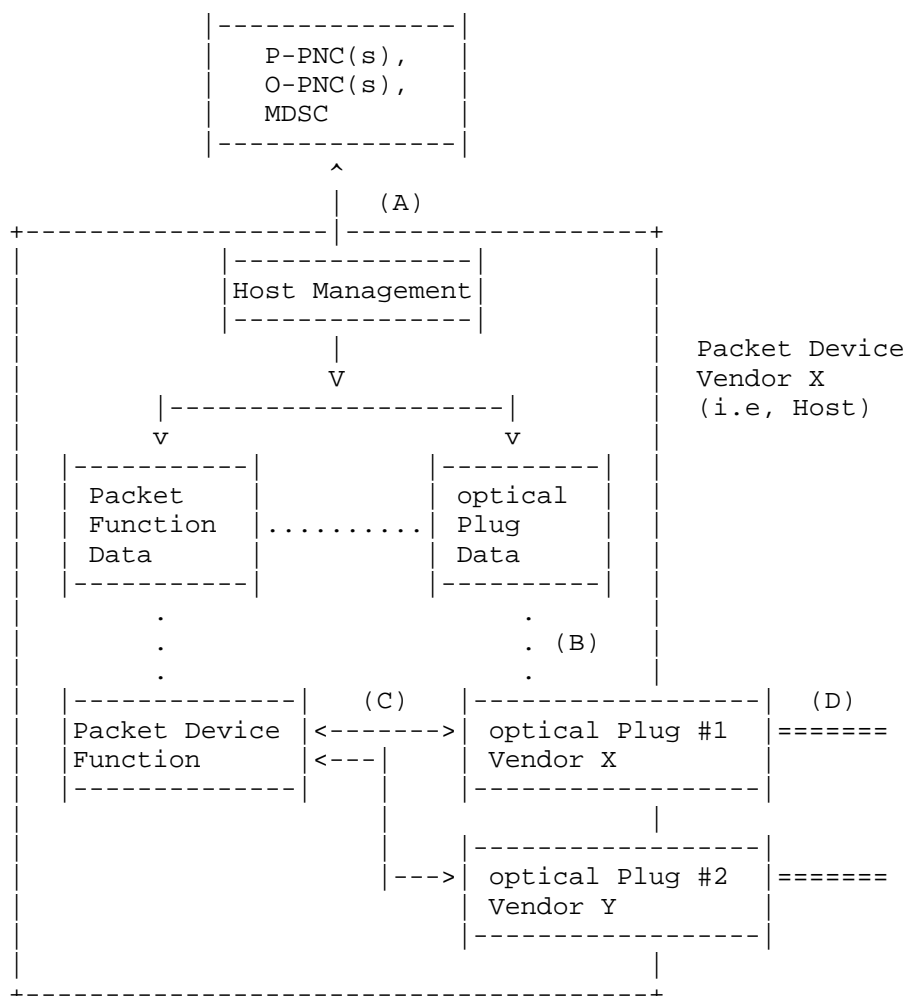 P-PNC(s),
O-PNC(s),
MDSC
(A)
Host Management
Packet Device
Vendor X
(i.e, Host)
Packet
Function
Data
optical
Plug
Data
(B)
(C)
(D)
Packet Device
Function
optical Plug #1
Vendor X
optical Plug #2
Vendor Y